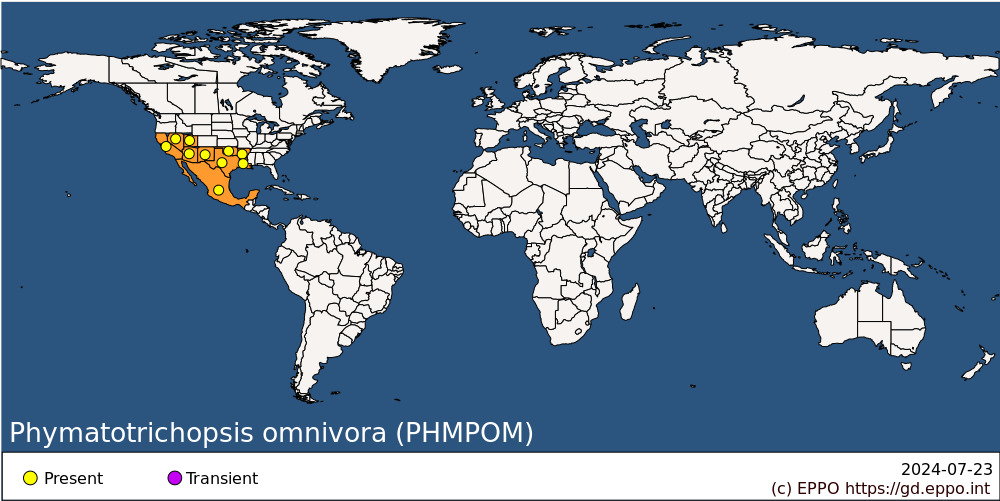 Phymatotrichopsis omnivora (PHMPOM)
Present
Transient
2024-07-23
(c) EPPO https://gd.eppo.int